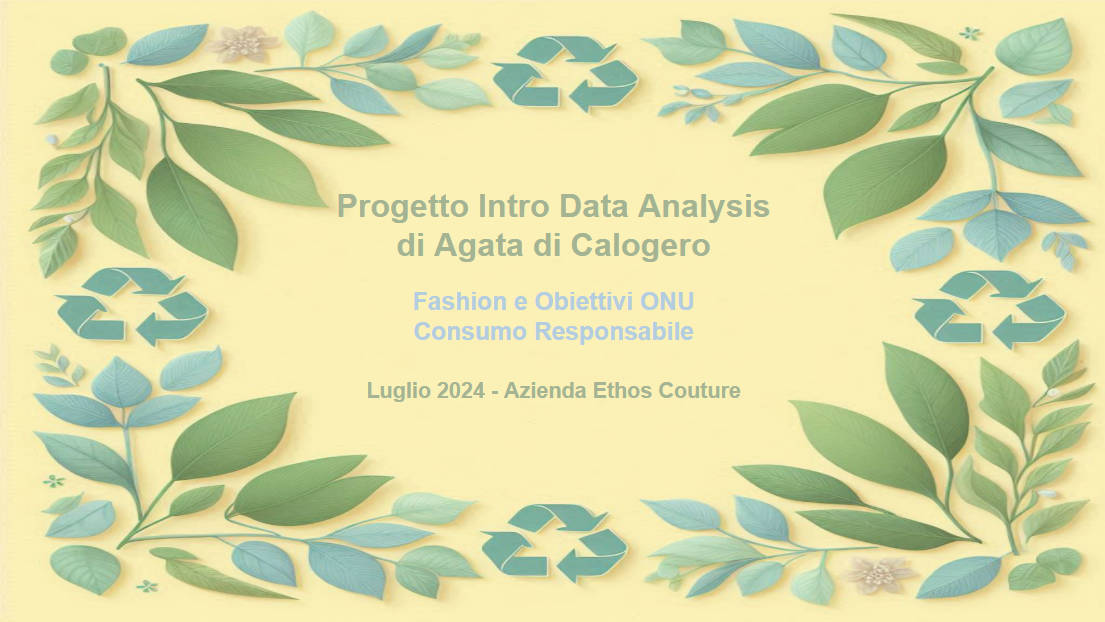 Progetto Intro Data Analysis
di Agata di Calogero
Fashion e Obiettivi ONU
Consumo Responsabile
Luglio 2024 - Azienda Ethos Couture